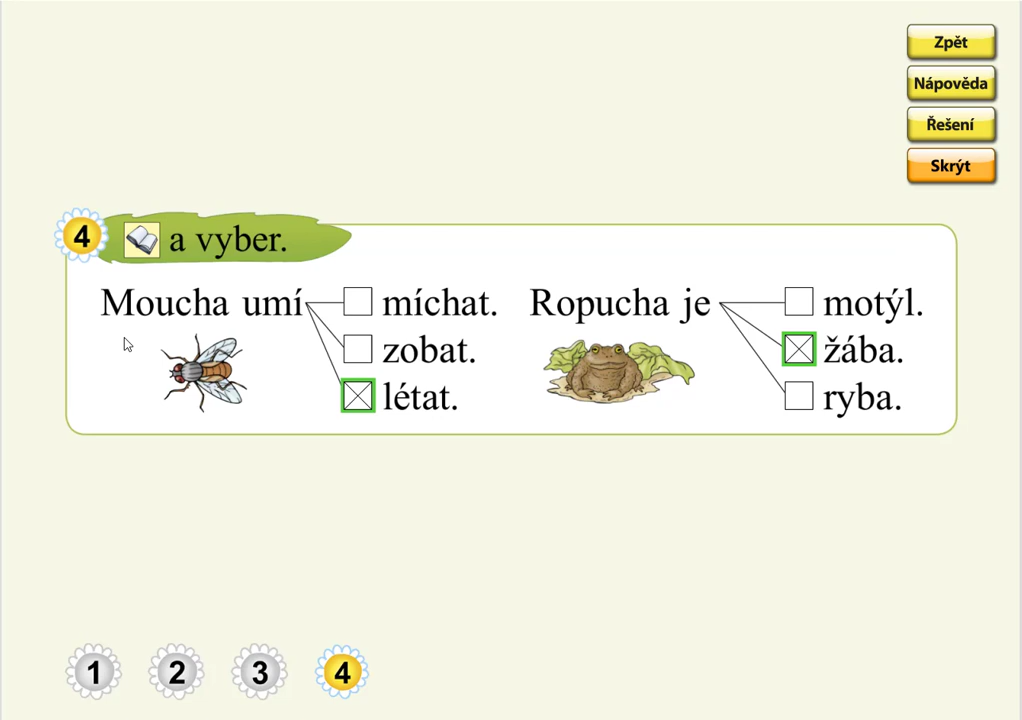 Zpět
Nápověda
Řešení
Skrýt
4 a vyber.
Moucha umí
míchat.
zobat.
létat.
Ropucha je
motýl.
žába.
ryba.
1 2 3 4